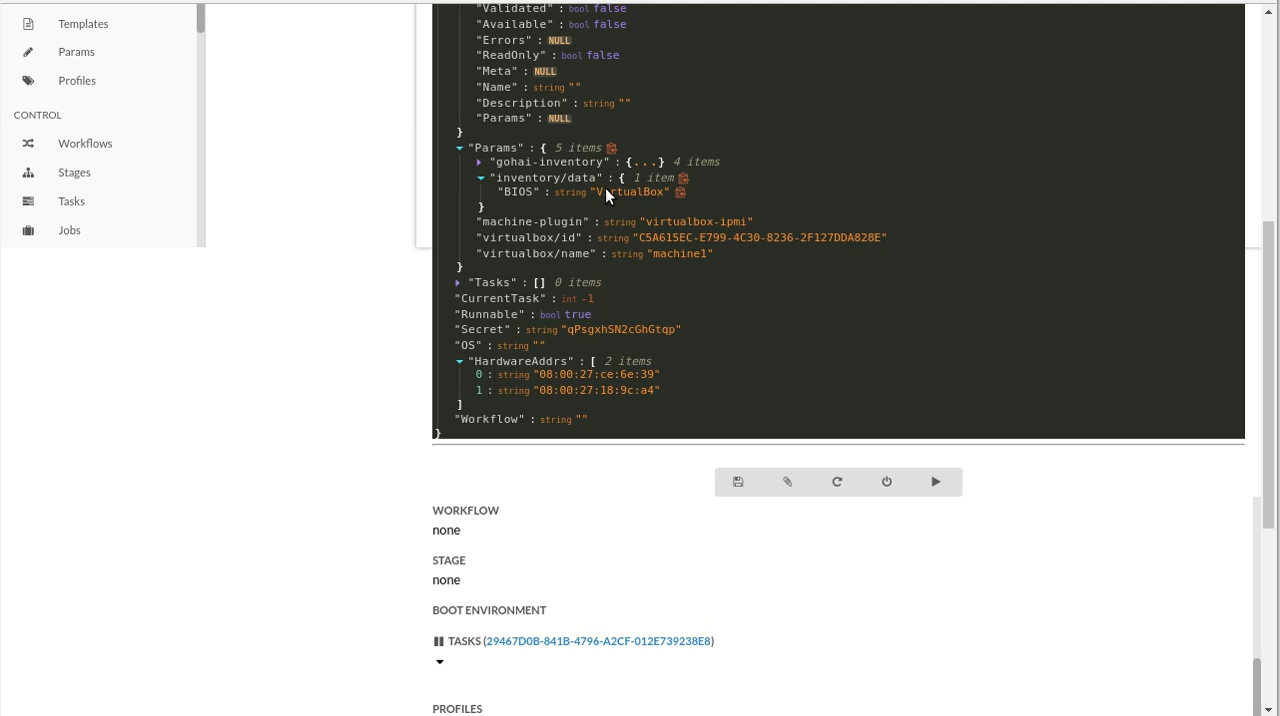 Templates
Params
Profiles
CONTROL
Workflows
Stages
Tasks
Jobs
"Validated" : bool false
"Available" : bool false
"Errors" : NULL
"ReadOnly" : bool false
"Meta" : NULL
"Name" : string ""
"Description" : string ""
"Params" : NULL
}
"Params" : { 5 items
"gohai-inventory" : {...} 4 items
"inventory/data" : { 1 item
"BIOS" : string "VirtualBox"
}
"machine-plugin" : string "virtualbox-ipmi"
"virtualbox/id" : string "C5A615EC-E799-4C30-8236-2F127DDA828E"
"virtualbox/name" : string "machine1"
}
"Tasks" : [] 0 items
"CurrentTask" : int -1
"Runnable" : bool true
"Secret" : string "qPsgxhSN2cGhGtqp"
"OS" : string ""
"HardwareAddrs" : [ 2 items
0 : string "08:00:27:ce:6e:39"
1 : string "08:00:27:18:9c:a4"
]
"Workflow" : string ""
}
WORKFLOW
none
STAGE
none
BOOT ENVIRONMENT
TASKS (29467D0B-841B-4796-A2CF-012E739238E8)
PROFILES